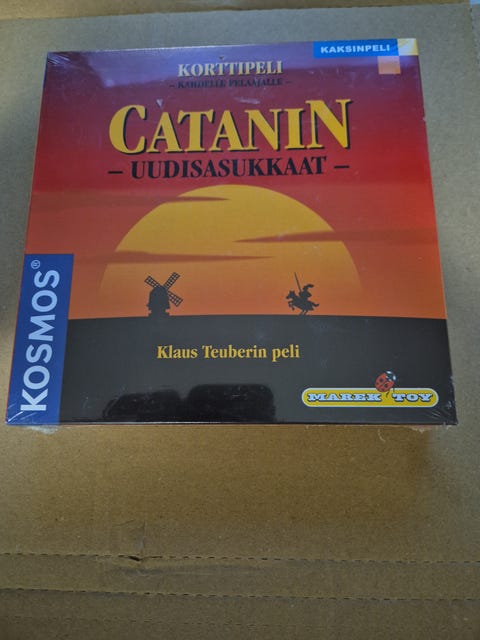 KAKSINPELI
KORTTIPELI
– KAHDELLE PELAAJALLE –
CATANIN
– UUDISASUKKAAT –
KOSMOS®
Klaus Teuberin peli
MAREK TOY